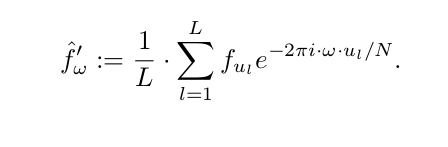 $\hat{f}'_{\omega} := \frac{1}{L} \cdot \sum_{l=1}^{L} f_{u_l} e^{-2\pi i \cdot \omega \cdot u_l / N}.$